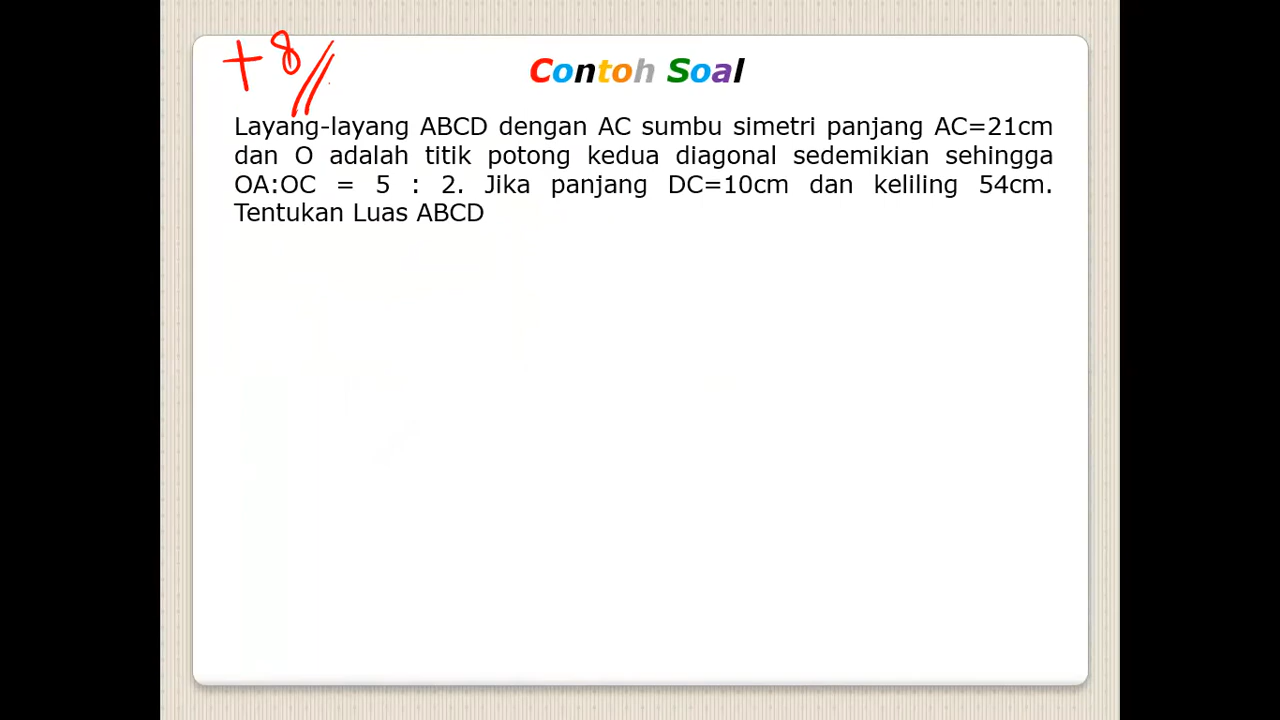 +8//
Contoh Soal
Layang-layang ABCD dengan AC sumbu simetri panjang AC=21cm
dan O adalah titik potong kedua diagonal sedemikian sehingga
OA:OC = 5 : 2. Jika panjang DC=10cm dan keliling 54cm.
Tentukan Luas ABCD